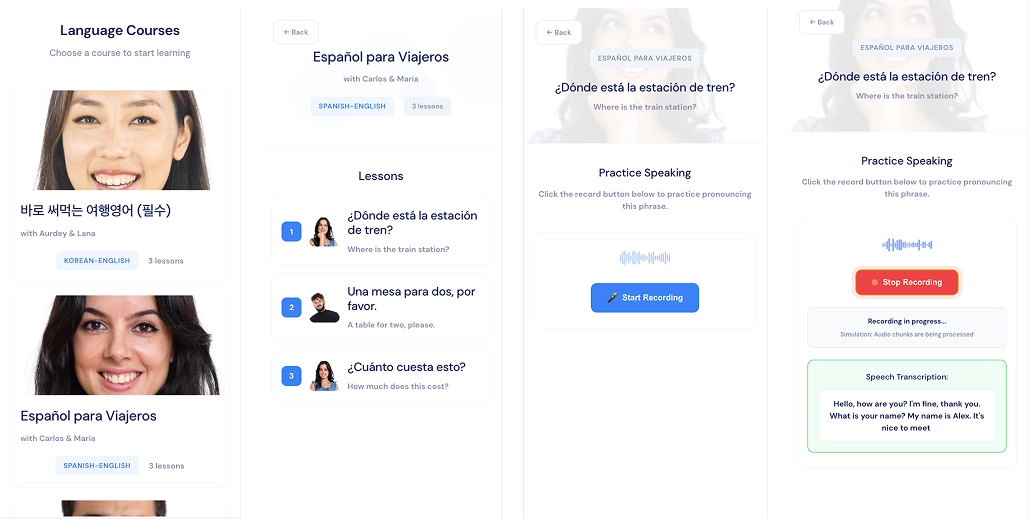 Language Courses
Choose a course to start learning
바로 써먹는 여행영어 (필수)
with Aurdey & Lana
KOREAN-ENGLISH 3 lessons
Español para Viajeros
with Carlos & Maria
SPANISH-ENGLISH 3 lessons
← Back
Español para Viajeros
with Carlos & Maria
SPANISH-ENGLISH 3 lessons
Lessons
1
¿Dónde está la estación
de tren?
Where is the train station?
2
Una mesa para dos, por
favor.
A table for two, please.
3
¿Cuánto cuesta esto?
How much does this cost?
← Back
ESPAÑOL PARA VIAJEROS
¿Dónde está la estación de tren?
Where is the train station?
Practice Speaking
Click the record button below to practice pronouncing
this phrase.
Start Recording
← Back
ESPAÑOL PARA VIAJEROS
¿Dónde está la estación de tren?
Where is the train station?
Practice Speaking
Click the record button below to practice pronouncing
this phrase.
Stop Recording
Recording in progress...
Simulation: Audio chunks are being processed
Speech Transcription:
Hello, how are you? I'm fine, thank you.
What is your name? My name is Alex. It's
nice to meet